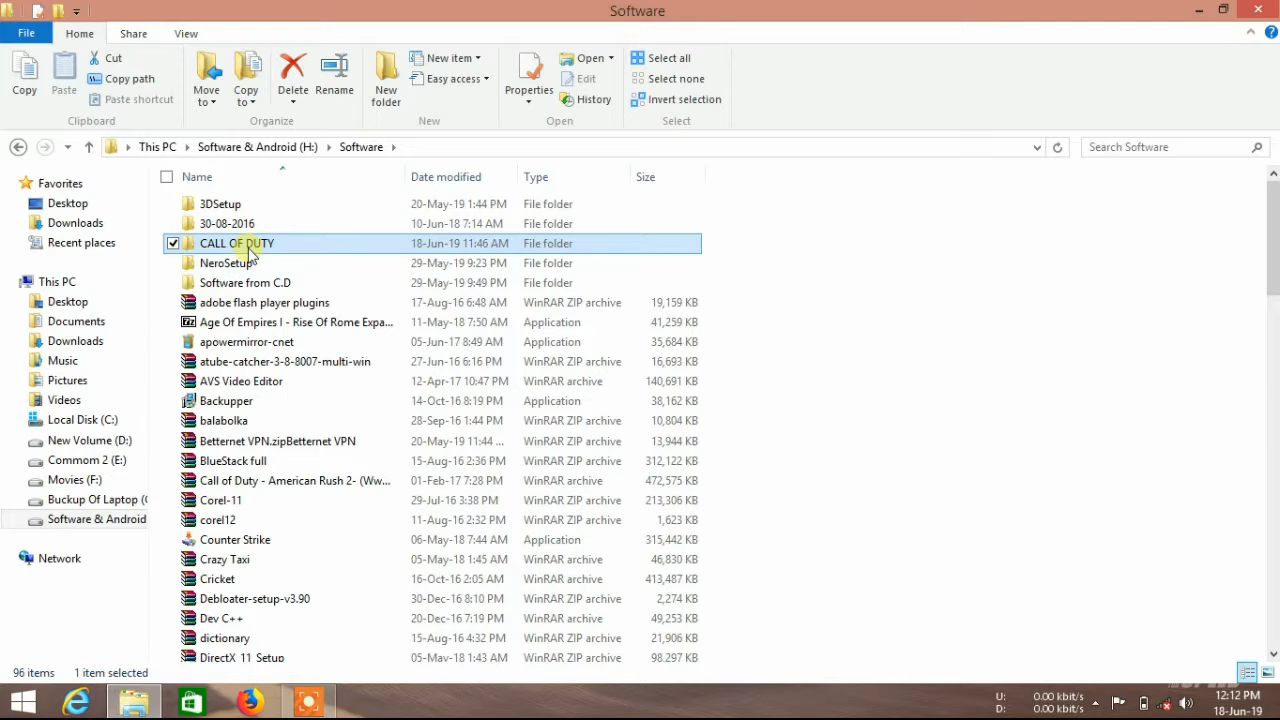 Software
File Home Share View
Copy
Paste
Cut
Copy path
Paste shortcut
Clipboard
Move to
Copy to
Delete
Rename
Organize
New folder
New item
Easy access
New
Properties
Open
Edit
History
Open
Select all
Select none
Invert selection
Select
This PC Software & Android (H:) Software
Search Software
Favorites
Desktop
Downloads
Recent places
This PC
Desktop
Documents
Downloads
Music
Pictures
Videos
Local Disk (C:)
New Volume (D:)
Commom 2 (E:)
Movies (F:)
Buckup Of Laptop (
Software & Android
Network
Name Date modified Type Size
3DSetup 20-May-19 1:44 PM File folder
30-08-2016 10-Jun-18 7:14 AM File folder
CALL OF DUTY 18-Jun-19 11:46 AM File folder
NeroSetup 29-May-19 9:23 PM File folder
Software from C.D 29-May-19 9:49 PM File folder
adobe flash player plugins 17-Aug-16 6:48 AM WinRAR ZIP archive 19,159 KB
Age Of Empires I - Rise Of Rome Expa... 11-May-18 7:50 AM Application 41,259 KB
apowermirror-cnet 05-Jun-17 8:49 AM Application 35,684 KB
atube-catcher-3-8-8007-multi-win 27-Jun-16 6:16 PM WinRAR ZIP archive 16,693 KB
AVS Video Editor 12-Apr-17 10:47 PM WinRAR archive 140,691 KB
Backupper 14-Oct-16 8:19 PM Application 38,162 KB
balabolka 28-Sep-16 1:44 PM WinRAR ZIP archive 10,804 KB
Betternet VPN.zipBetternet VPN 20-May-19 11:44 ... WinRAR ZIP archive 13,944 KB
BlueStack full 15-Aug-16 2:36 PM WinRAR ZIP archive 312,122 KB
Call of Duty - American Rush 2- (Ww... 01-Feb-17 7:28 PM WinRAR archive 472,575 KB
Corel-11 29-Jul-16 3:38 PM WinRAR ZIP archive 213,306 KB
corel12 11-Aug-16 2:32 PM WinRAR ZIP archive 1,623 KB
Counter Strike 06-May-18 7:44 AM Application 315,442 KB
Crazy Taxi 05-May-18 1:45 AM WinRAR archive 46,830 KB
Cricket 16-Oct-16 2:05 AM WinRAR archive 413,487 KB
Debloater-setup-v3.90 30-Dec-16 8:10 PM WinRAR ZIP archive 2,274 KB
Dev C++ 20-Dec-16 7:19 PM WinRAR archive 49,253 KB
dictionary 15-Aug-16 4:32 PM WinRAR ZIP archive 21,906 KB
DirectX 11 Setup 05-May-18 1:43 AM WinRAR ZIP archive 98,297 KB
96 items 1 item selected
U: 0.00 kbit/s
D: 0.00 kbit/s
12:12 PM
18-Jun-19